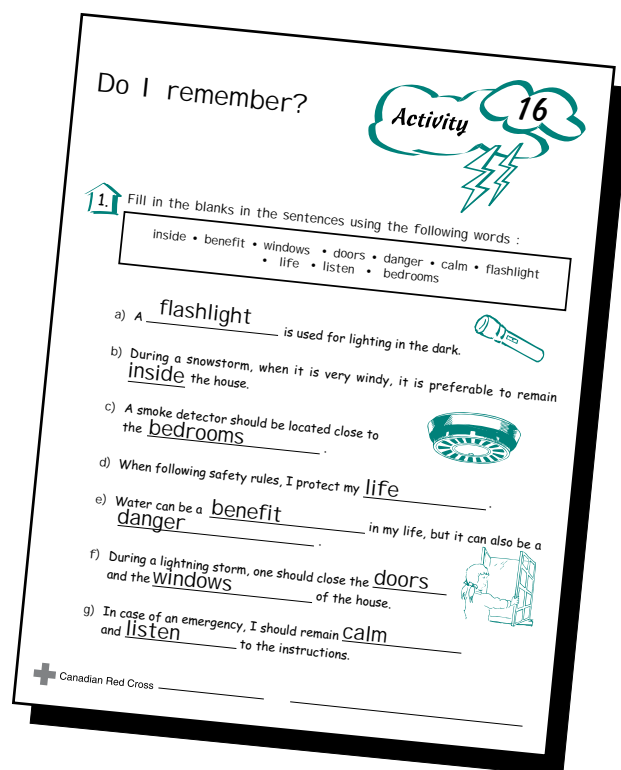 Do I remember?
Activity 16
1. Fill in the blanks in the sentences using the following words :
inside • benefit • windows • doors • danger • calm • flashlight
• life • listen • bedrooms
a) A flashlight is used for lighting in the dark.
b) During a snowstorm, when it is very windy, it is preferable to remain
inside the house.
c) A smoke detector should be located close to
the bedrooms .
d) When following safety rules, I protect my life .
e) Water can be a benefit in my life, but it can also be a
danger .
f) During a lightning storm, one should close the doors
and the windows of the house.
g) In case of an emergency, I should remain calm
and listen to the instructions.
Canadian Red Cross